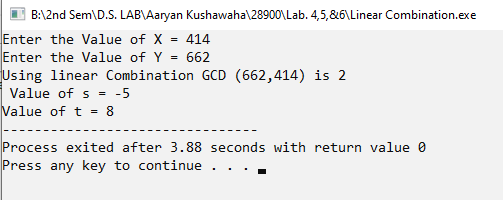 B:\2nd Sem\D.S. LAB\Aaryan Kushawaha\28900\Lab. 4,5,&6\Linear Combination.exe
Enter the Value of X = 414
Enter the Value of Y = 662
Using linear Combination GCD (662,414) is 2
 Value of s = -5
Value of t = 8
--------------------------------
Process exited after 3.88 seconds with return value 0
Press any key to continue . . .